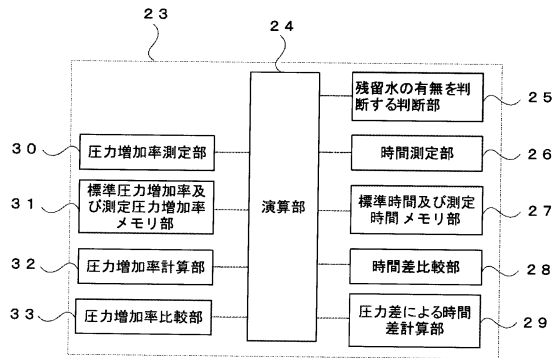 ２３
２４
残留水の有無を判
断する判断部
２５
３０
圧力増加率測定部
時間測定部
２６
３１
標準圧力増加率及
び測定圧力増加率
メモリ部
演算部
標準時間及び測定
時間メモリ部
２７
３２
圧力増加率計算部
時間差比較部
２８
３３
圧力増加率比較部
圧力差による時間
差計算部
２９